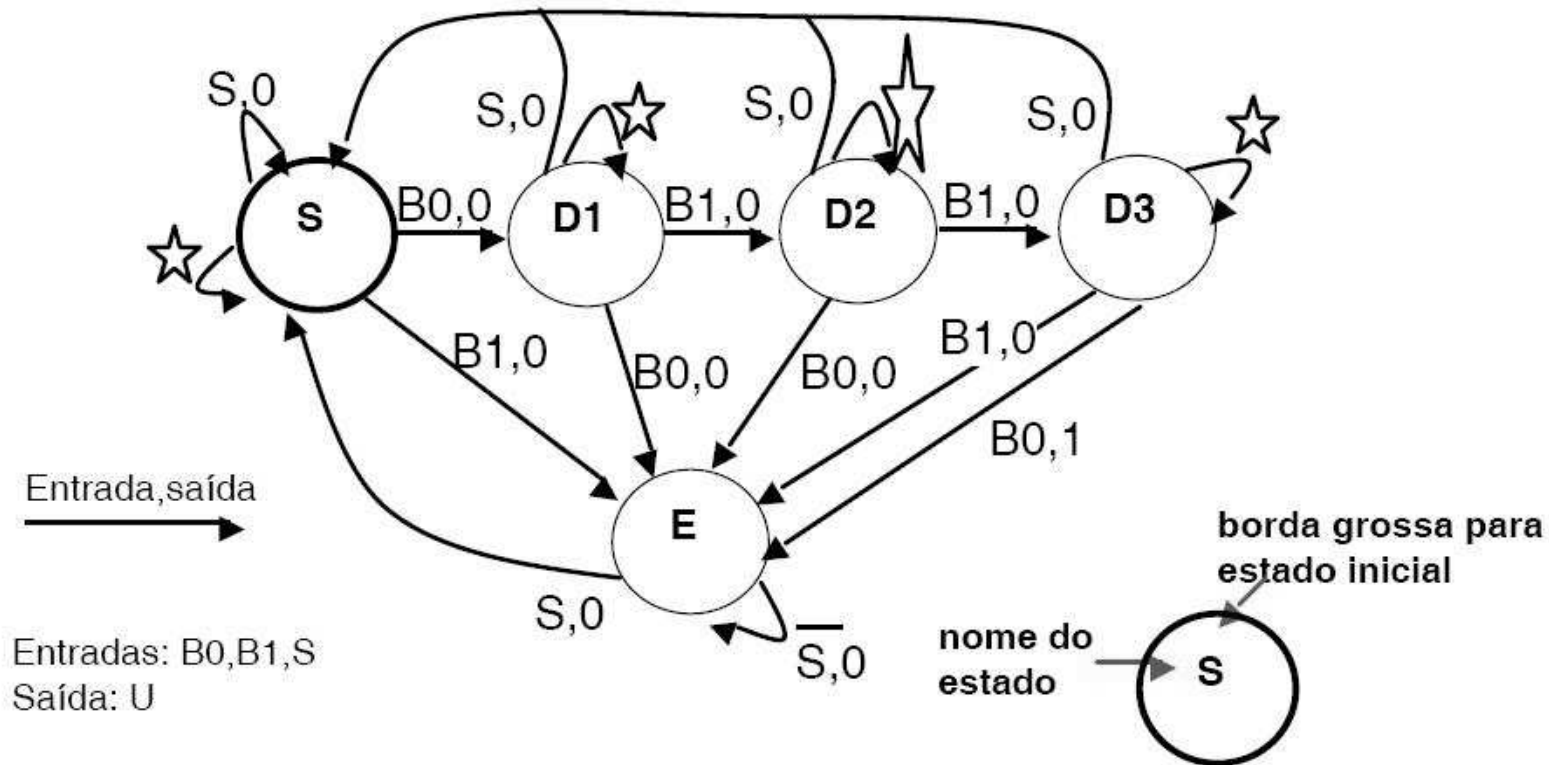 S,0
S,0
S,0
S,0
S
B0,0
D1
B1,0
D2
B1,0
D3
B1,0
B0,0
B0,0
B1,0
B0,1
Entrada,saída
E
S,0
S̅,0
Entradas: B0,B1,S
Saída: U
borda grossa para
estado inicial
nome do
estado
S